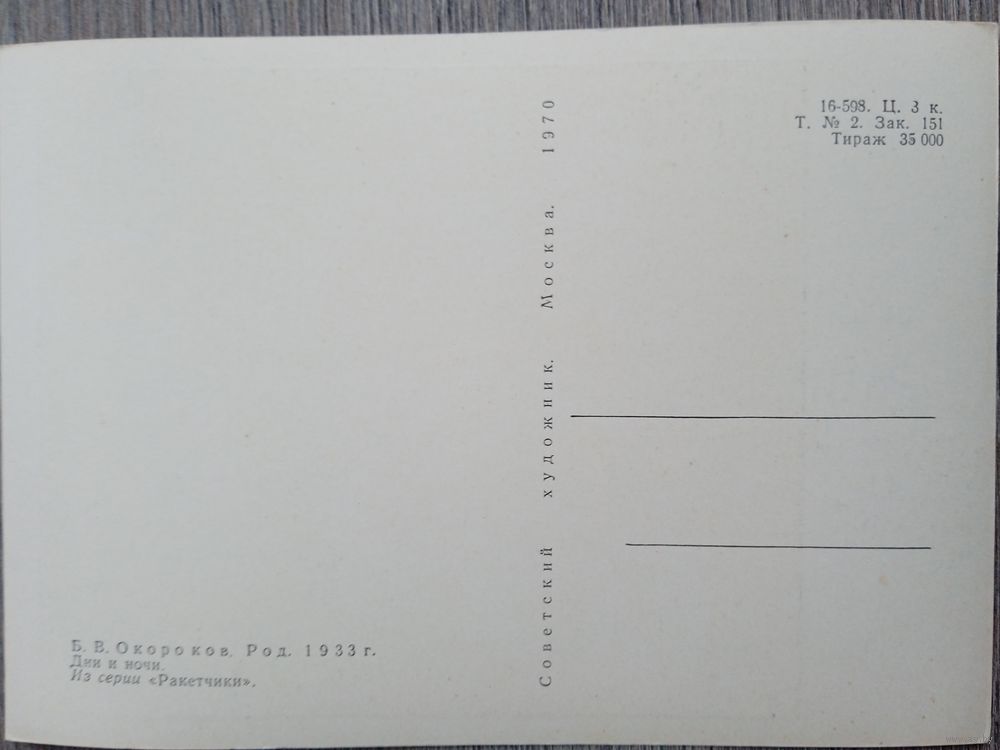 16-598. Ц. 3 к.
Т. № 2. Зак. 151
Тираж 35 000
Советский художник. Москва. 1970
Б. В. Окороков. Род. 1933 г.
Дни и ночи.
Из серии «Ракетчики».